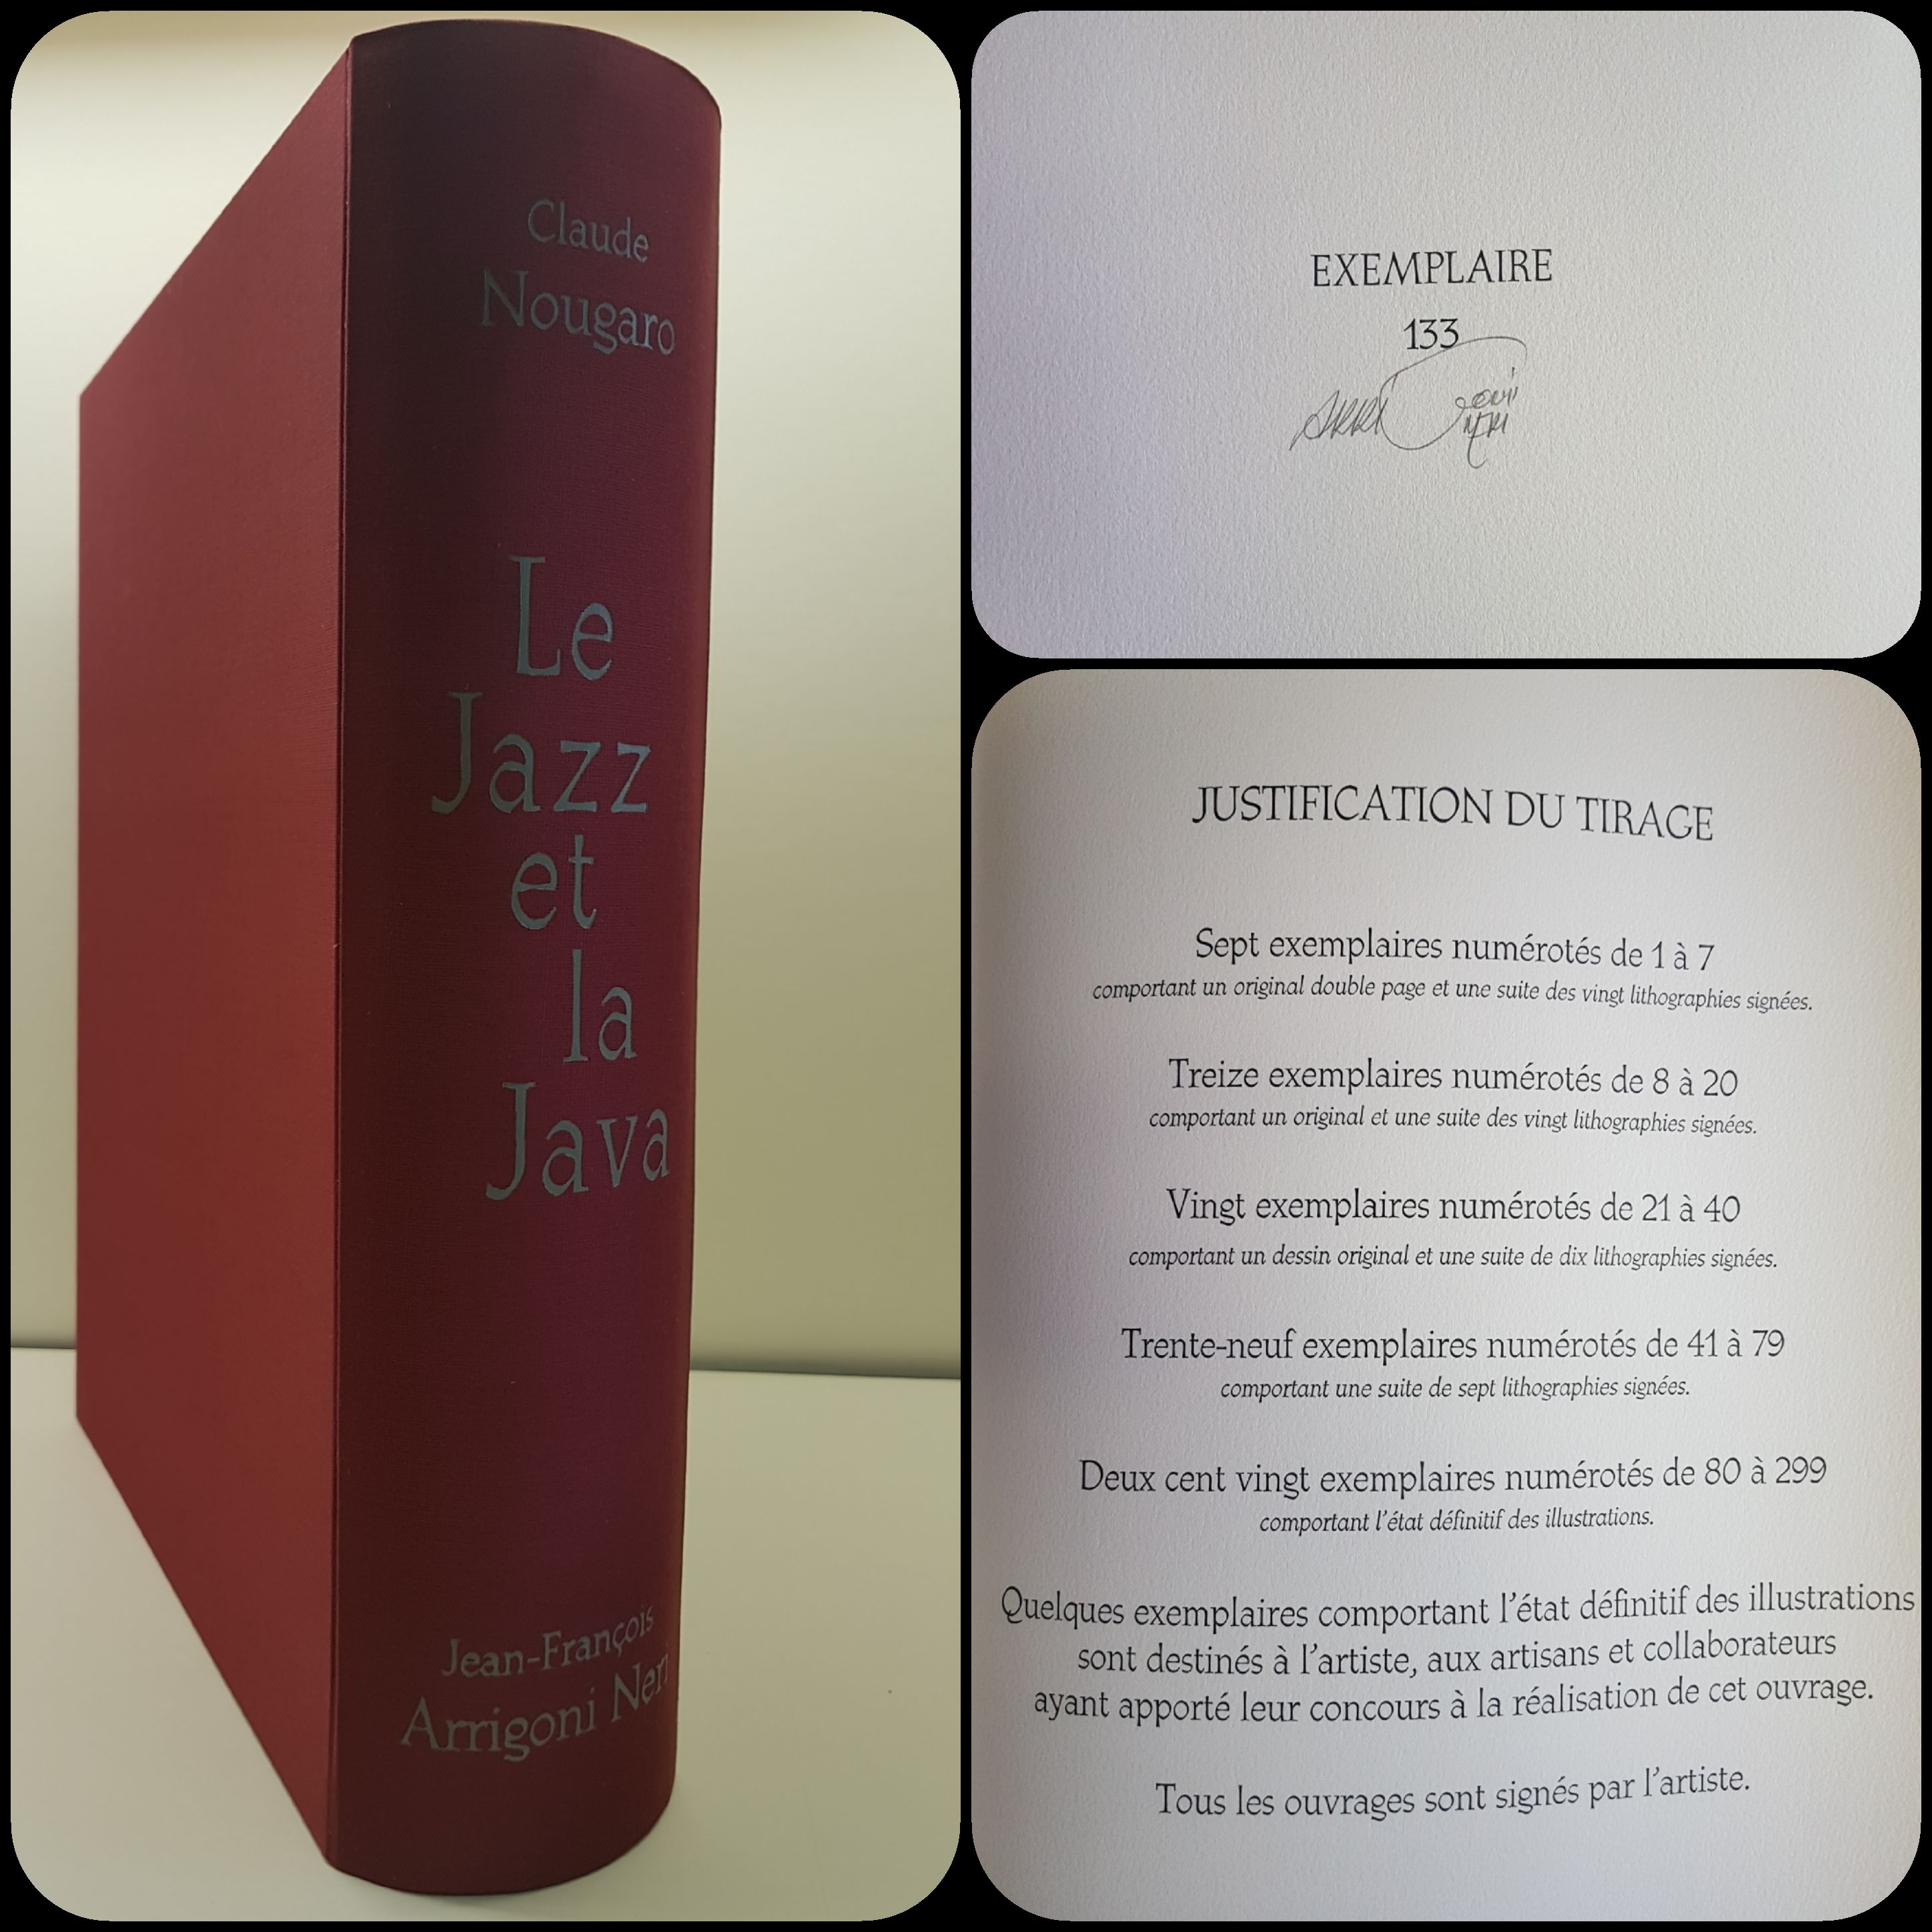 Claude
Nougaro
Le
Jazz
et
la
Java
Jean-François
Arrigoni Neri
EXEMPLAIRE
133
JUSTIFICATION DU TIRAGE
Sept exemplaires numérotés de 1 à 7
comportant un original double page et une suite des vingt lithographies signées.
Treize exemplaires numérotés de 8 à 20
comportant un original et une suite des vingt lithographies signées.
Vingt exemplaires numérotés de 21 à 40
comportant un dessin original et une suite de dix lithographies signées.
Trente-neuf exemplaires numérotés de 41 à 79
comportant une suite de sept lithographies signées.
Deux cent vingt exemplaires numérotés de 80 à 299
comportant l'état définitif des illustrations.
Quelques exemplaires comportant l'état définitif des illustrations
sont destinés à l'artiste, aux artisans et collaborateurs
ayant apporté leur concours à la réalisation de cet ouvrage.
Tous les ouvrages sont signés par l'artiste.